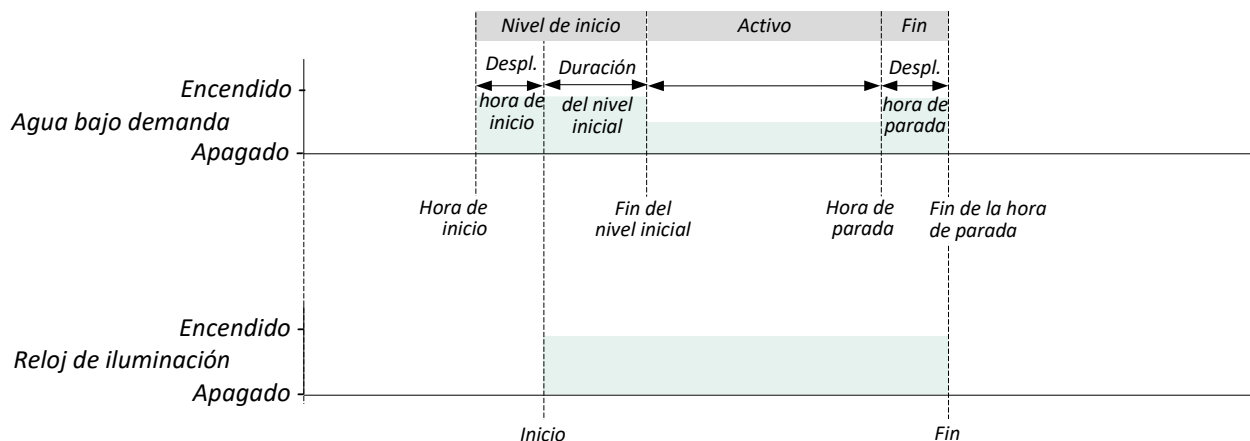 Nivel de inicio
Activo
Fin
Despl.
hora de
inicio
Duración
del nivel
inicial
Despl.
hora de
parada
Encendido
Agua bajo demanda
Apagado
Hora de
inicio
Fin del
nivel inicial
Hora de
parada
Fin de la hora
de parada
Encendido
Reloj de iluminación
Apagado
Inicio
Fin